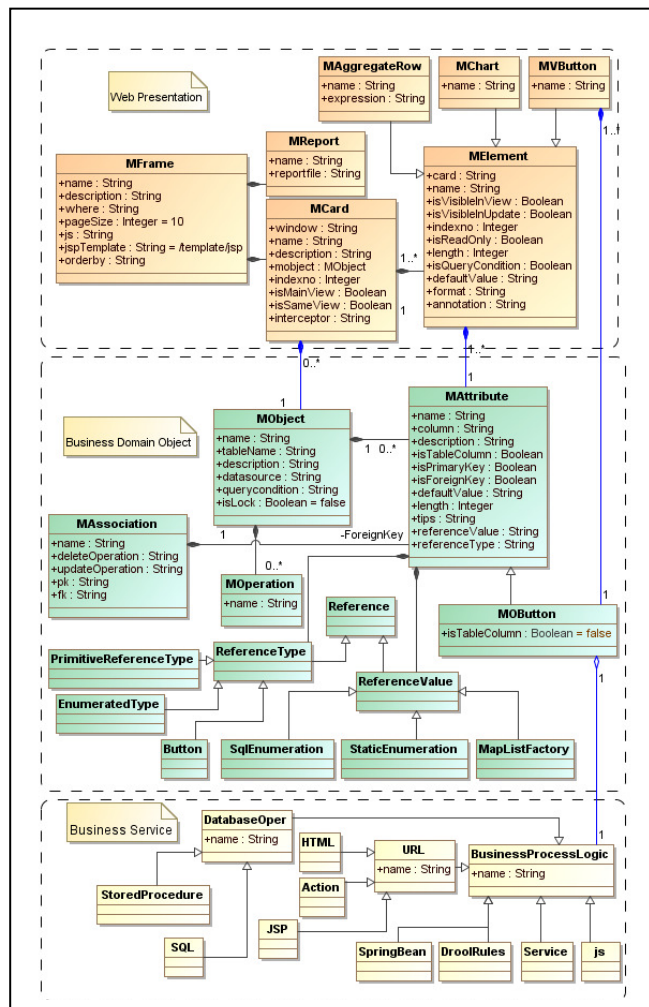 Web Presentation
MAggregateRow
+name : String
+expression : String
MChart
+name : String
MVButton
+name : String
1..*
MFrame
+name : String
+description : String
+where : String
+pageSize : Integer = 10
+js : String
+jspTemplate : String = /template/jsp
+orderby : String
MReport
+name : String
+reportfile : String
MCard
+window : String
+name : String
+description : String
+mobject : MObject
+indexno : Integer
+isMainView : Boolean
+isSameView : Boolean
+interceptor : String
1..*
1
MElement
+card : String
+name : String
+isVisibleInView : Boolean
+isVisibleInUpdate : Boolean
+indexno : Integer
+isReadOnly : Boolean
+length : Integer
+isQueryCondition : Boolean
+defaultValue : String
+format : String
+annotation : String
0..*
1..*
1
1
Business Domain Object
MObject
+name : String
+tableName : String
+description : String
+datasource : String
+querycondition : String
+isLock : Boolean = false
1
0..*
MAttribute
+name : String
+column : String
+description : String
+isTableColumn : Boolean
+isPrimaryKey : Boolean
+isForeignKey : Boolean
+defaultValue : String
+length : Integer
+tips : String
+referenceValue : String
+referenceType : String
MAssociation
+name : String
+deleteOperation : String
+updateOperation : String
+pk : String
+fk : String
1
-ForeignKey
0..*
MOperation
+name : String
Reference
1
MOButton
+isTableColumn : Boolean = false
1
PrimitiveReferenceType
ReferenceType
EnumeratedType
ReferenceValue
Button
SqlEnumeration
StaticEnumeration
MapListFactory
Business Service
DatabaseOper
+name : String
HTML
URL
+name : String
1
BusinessProcessLogic
+name : String
StoredProcedure
Action
SQL
JSP
SpringBean
DroolRules
Service
js